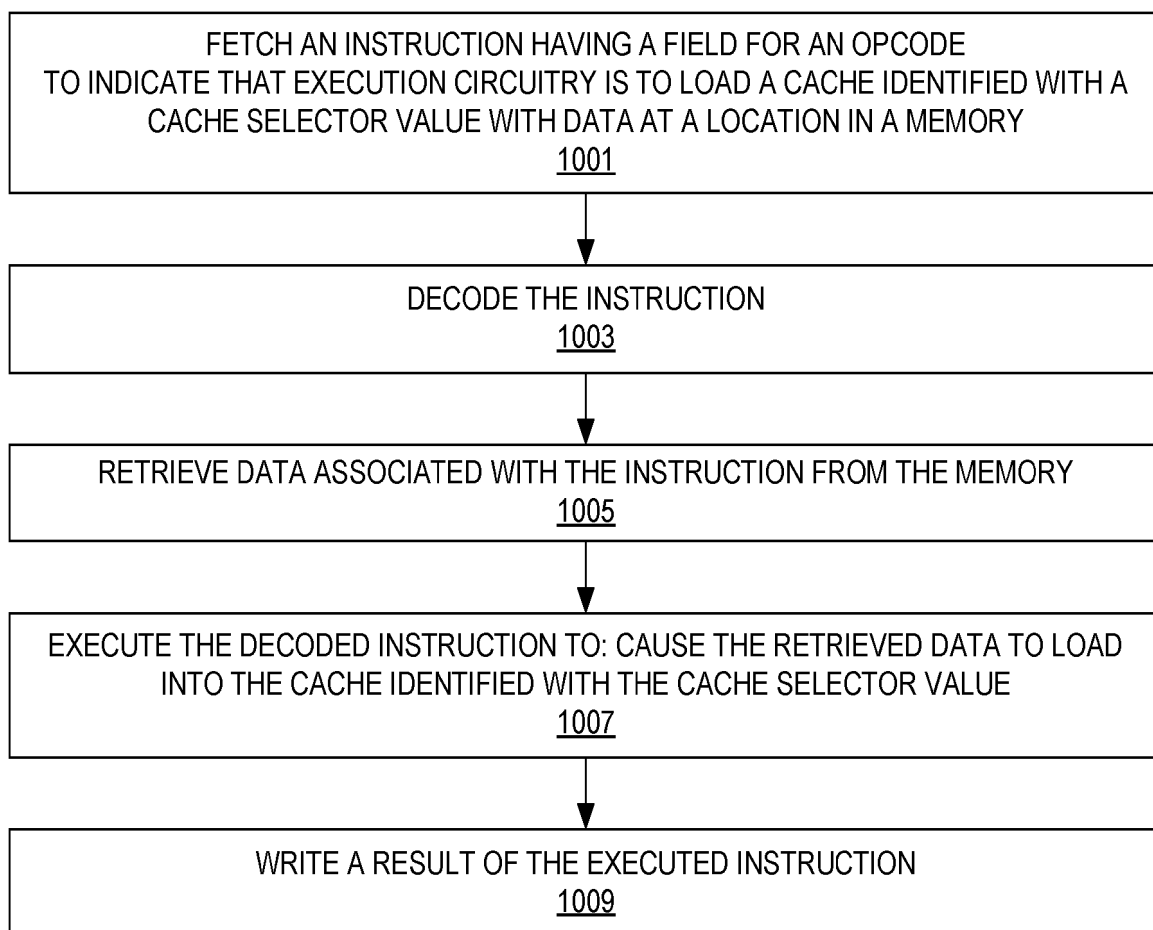 FETCH AN INSTRUCTION HAVING A FIELD FOR AN OPCODE
TO INDICATE THAT EXECUTION CIRCUITRY IS TO LOAD A CACHE IDENTIFIED WITH A
CACHE SELECTOR VALUE WITH DATA AT A LOCATION IN A MEMORY
1001
DECODE THE INSTRUCTION
1003
RETRIEVE DATA ASSOCIATED WITH THE INSTRUCTION FROM THE MEMORY
1005
EXECUTE THE DECODED INSTRUCTION TO: CAUSE THE RETRIEVED DATA TO LOAD
INTO THE CACHE IDENTIFIED WITH THE CACHE SELECTOR VALUE
1007
WRITE A RESULT OF THE EXECUTED INSTRUCTION
1009